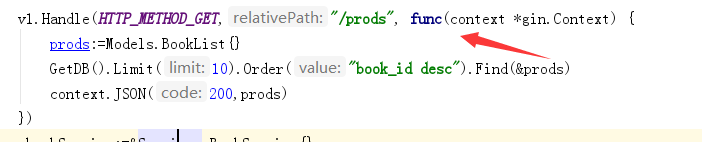 v1.Handle(HTTP_METHOD_GET, relativePath: "/prods", func(context *gin.Context) {
prods:=Models.BookList{}
GetDB().Limit( limit: 10).Order( value: "book_id desc").Find(&prods)
context.JSON( code: 200,prods)
})